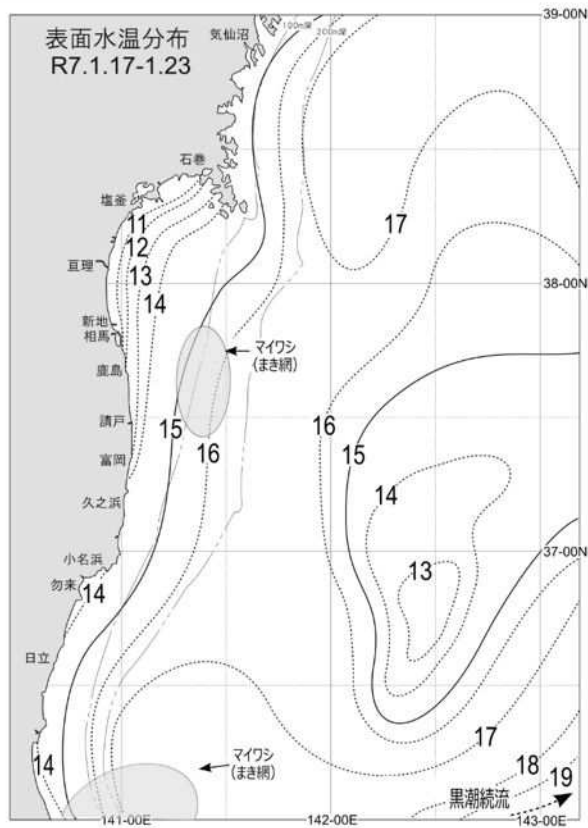 表面水温分布
R7.1.17-1.23
39-00N
気仙沼
100m深
200m深
石巻
塩釜
11
12
亘理
13
14
17
38-00N
新地
相馬
鹿島
マイワシ
(まき網)
請戸
15
16
16
15
富岡
14
久之浜
37-00N
小名浜
勿来
14
13
日立
17
14
マイワシ
(まき網)
18
19
黒潮続流
141-00E
142-00E
143-00E